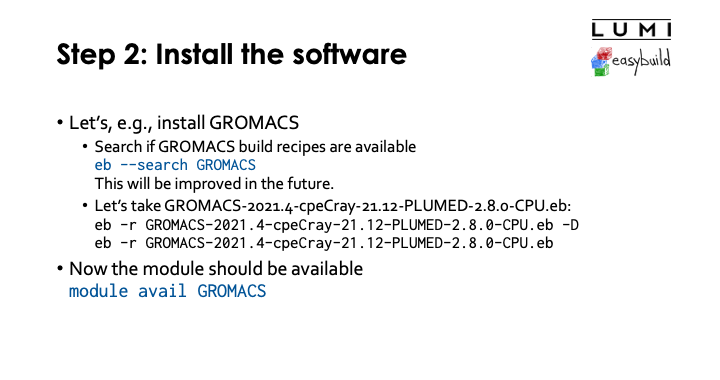 LUMI
Step 2: Install the software
easybuild
• Let's, e.g., install GROMACS
• Search if GROMACS build recipes are available
eb --search GROMACS
This will be improved in the future.
• Let's take GROMACS-2021.4-cpeCray-21.12-PLUMED-2.8.0-CPU.eb:
eb -r GROMACS-2021.4-cpeCray-21.12-PLUMED-2.8.0-CPU.eb -D
eb -r GROMACS-2021.4-cpeCray-21.12-PLUMED-2.8.0-CPU.eb
• Now the module should be available
module avail GROMACS